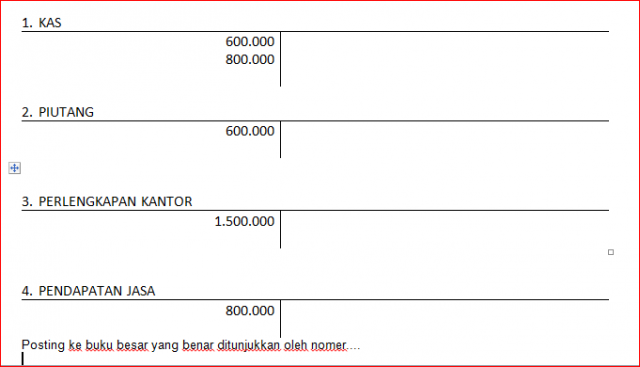 1. KAS
600.000
800.000
2. PIUTANG
600.000
3. PERLENGKAPAN KANTOR
1.500.000
4. PENDAPATAN JASA
800.000
Posting ke buku besar yang benar ditunjukkan oleh nomer....